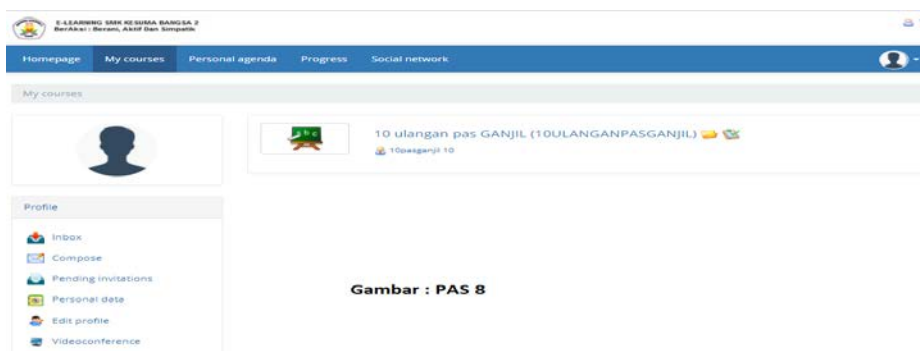 E-LEARNING SMK KESUMA BANGSA 2
BerAksi : Berani, Aktif Dan Simpatik
Homepage My courses Personal agenda Progress Social network
My courses
10 ulangan pas GANJIL (10ULANGANPASGANJIL)
10pasganjil 10
Profile
Inbox
Compose
Pending invitations
Personal data
Edit profile
Videoconference
Gambar : PAS 8